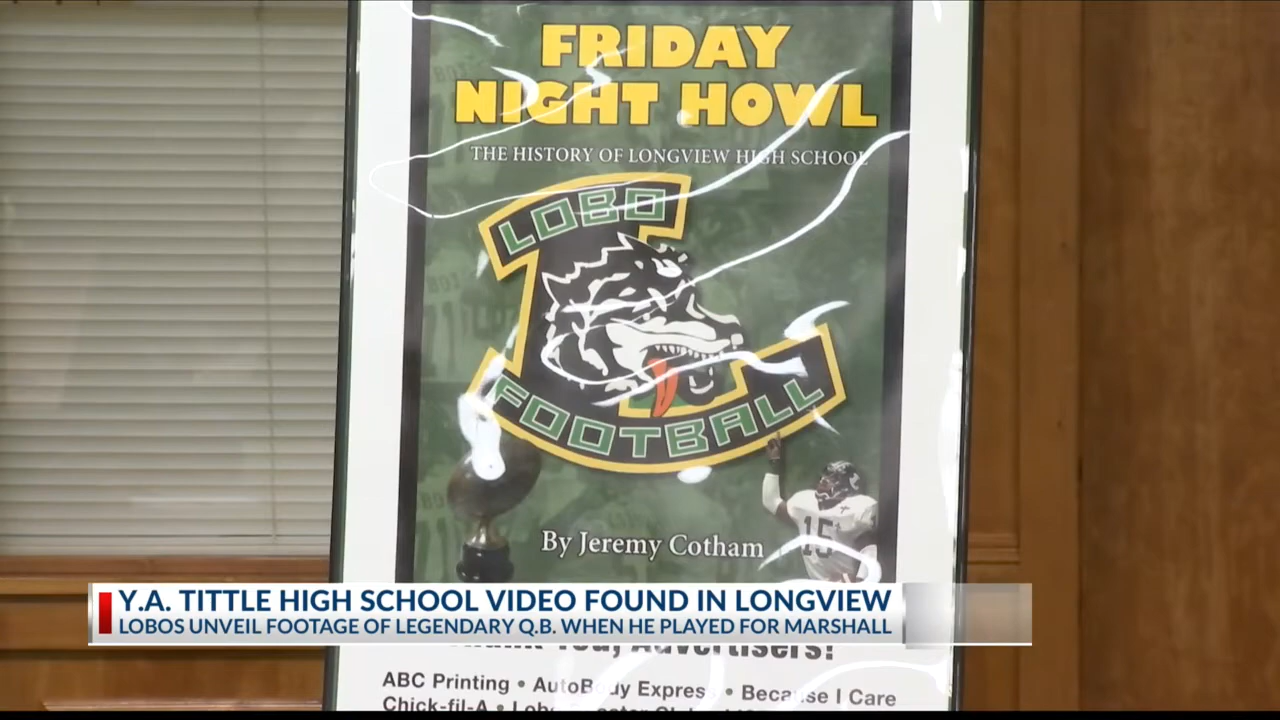 FRIDAY
NIGHT HOWL
THE HISTORY OF LONGVIEW HIGH SCHOOL
LOBO
FOOTBALL
15
By Jeremy Cotham
Y.A. TITTLE HIGH SCHOOL VIDEO FOUND IN LONGVIEW
LOBOS UNVEIL FOOTAGE OF LEGENDARY Q.B. WHEN HE PLAYED FOR MARSHALL
You, Advertisers!
ABC Printing • AutoBody Express • Because I Care
Chick-fil-A •